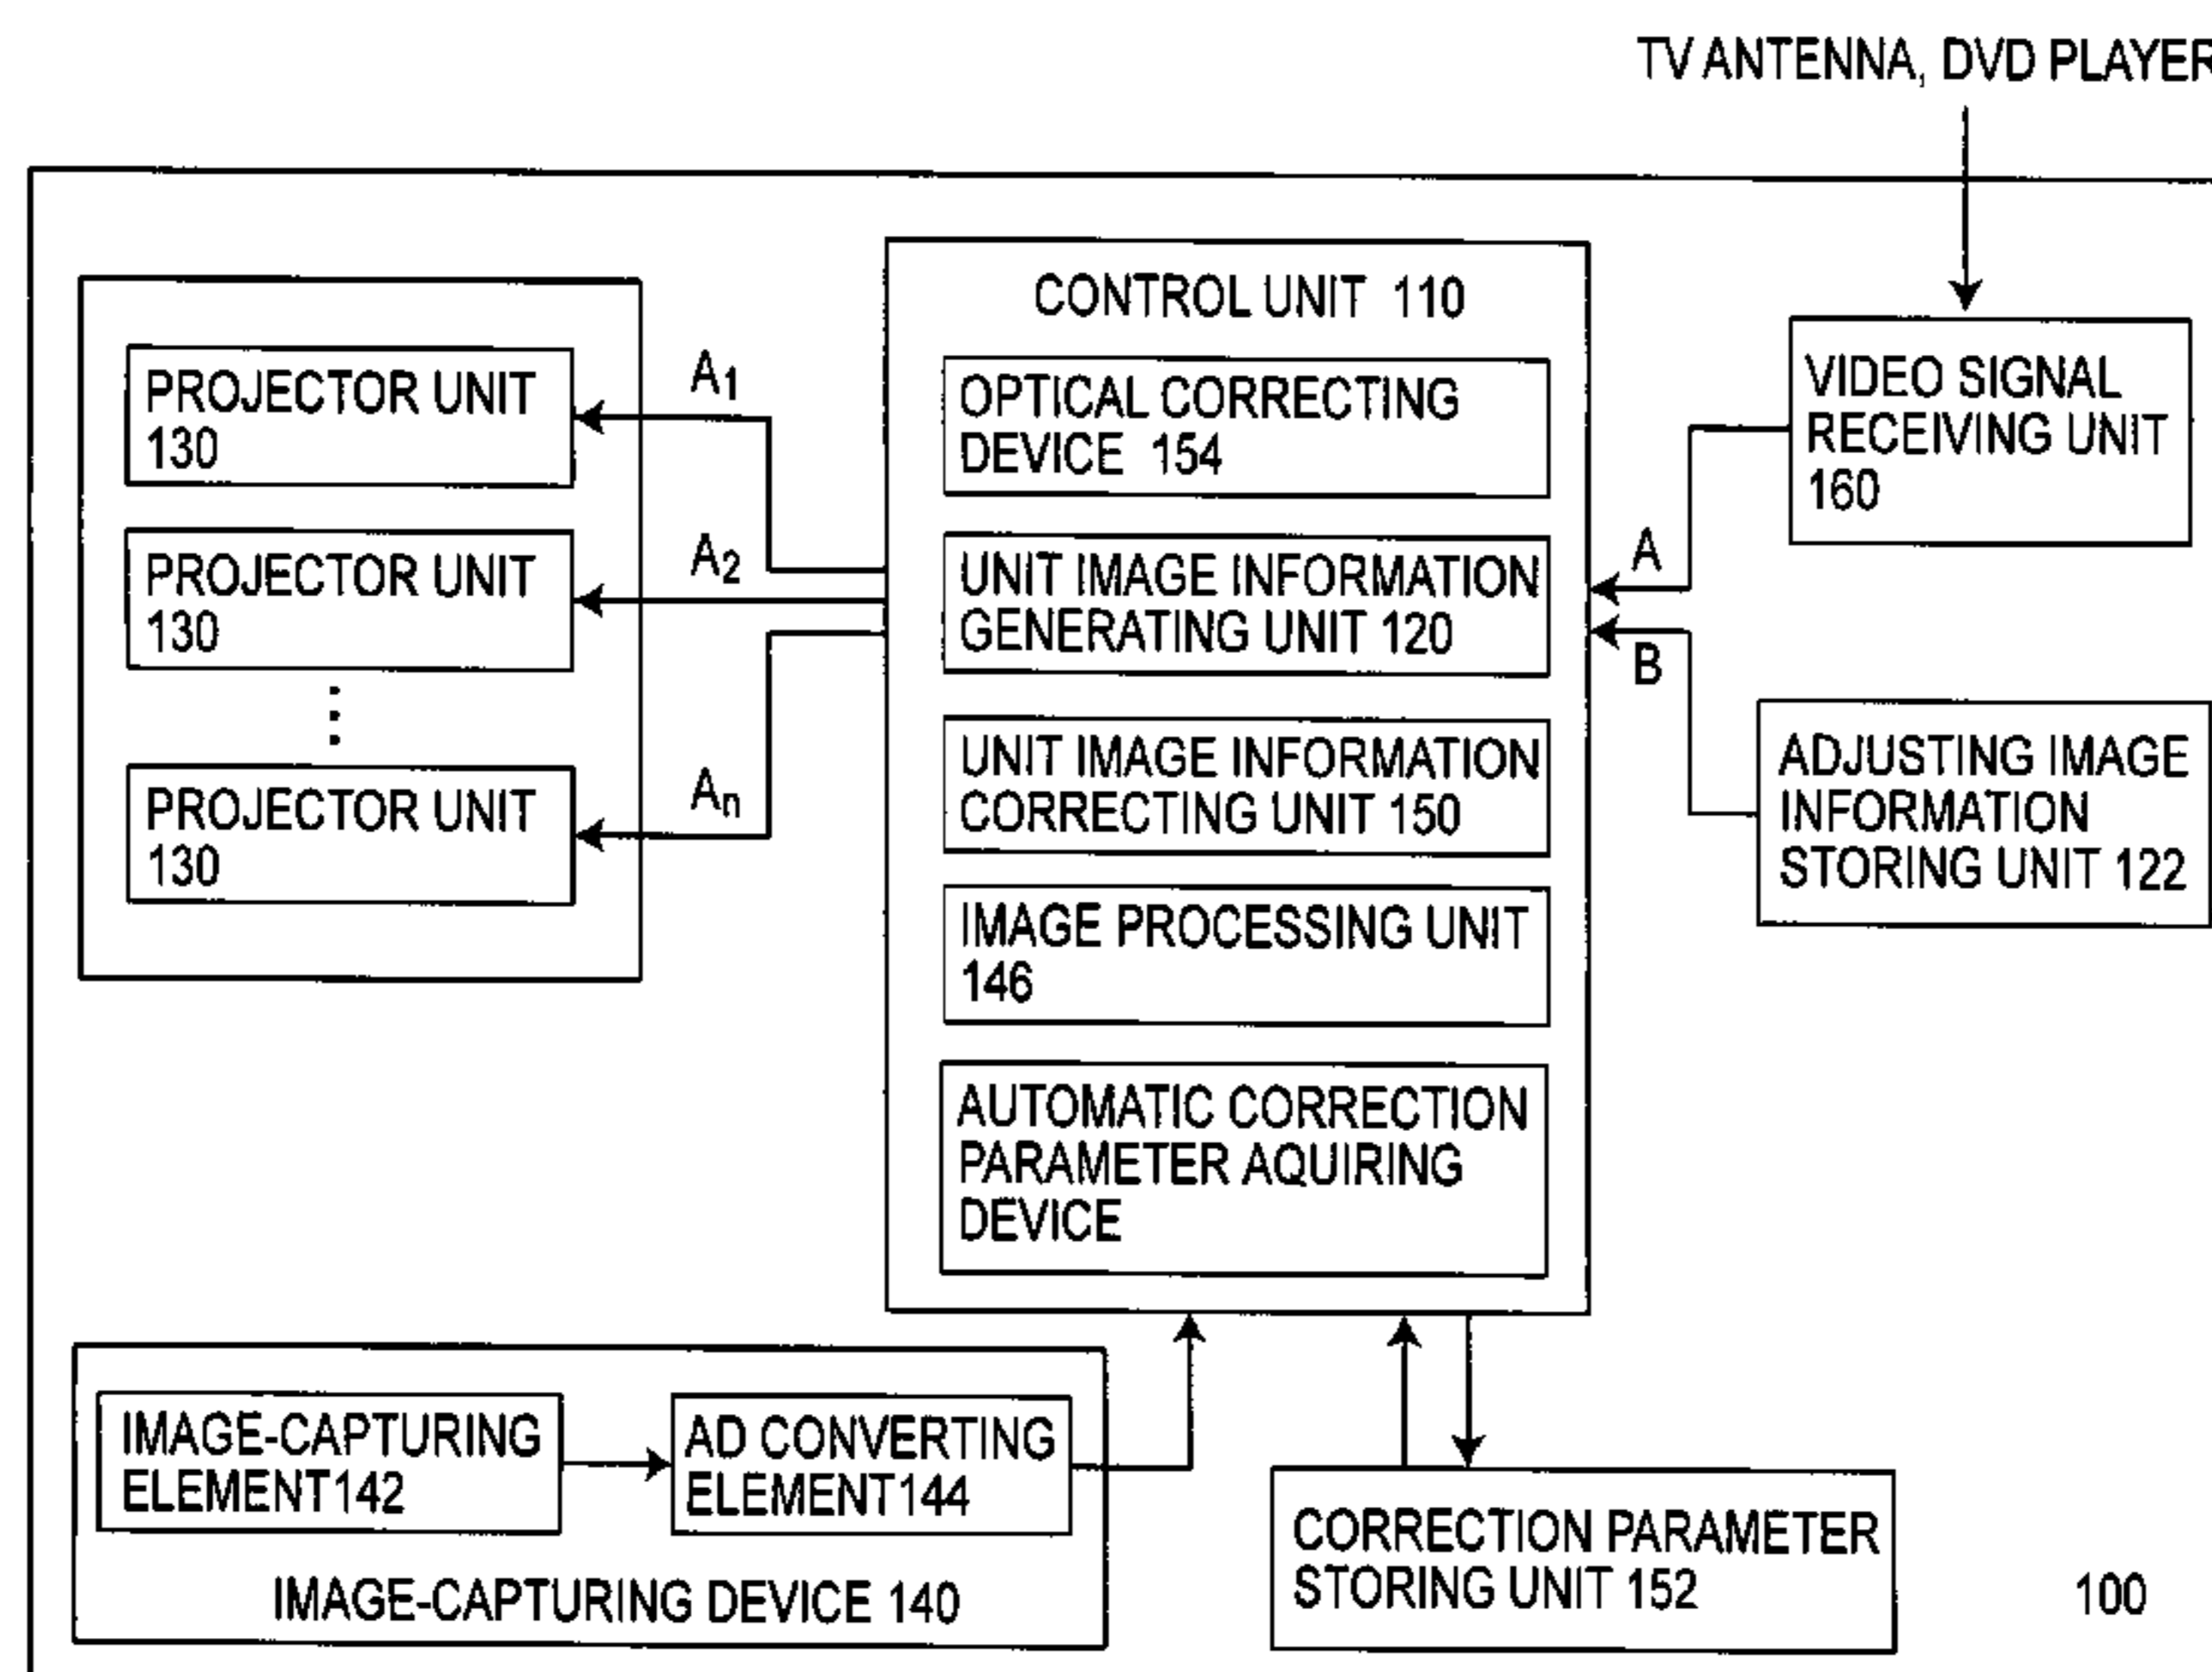 TV ANTENNA, DVD PLAYER
CONTROL UNIT 110
PROJECTOR UNIT
130
PROJECTOR UNIT
130
PROJECTOR UNIT
130
A1
A2
An
OPTICAL CORRECTING
DEVICE 154
UNIT IMAGE INFORMATION
GENERATING UNIT 120
UNIT IMAGE INFORMATION
CORRECTING UNIT 150
IMAGE PROCESSING UNIT
146
AUTOMATIC CORRECTION
PARAMETER AQUIRING
DEVICE
VIDEO SIGNAL
RECEIVING UNIT
160
A
B
ADJUSTING IMAGE
INFORMATION
STORING UNIT 122
IMAGE-CAPTURING
ELEMENT142
AD CONVERTING
ELEMENT144
IMAGE-CAPTURING DEVICE 140
CORRECTION PARAMETER
STORING UNIT 152
100